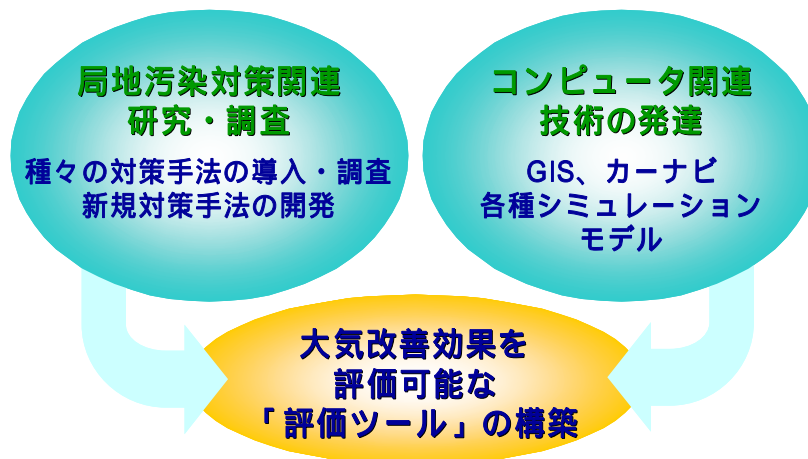 局地汚染対策関連
研究・調査
種々の対策手法の導入・調査
新規対策手法の開発
コンピュータ関連
技術の発達
GIS、カーナビ
各種シミュレーション
モデル
大気改善効果を
評価可能な
「評価ツール」の構築